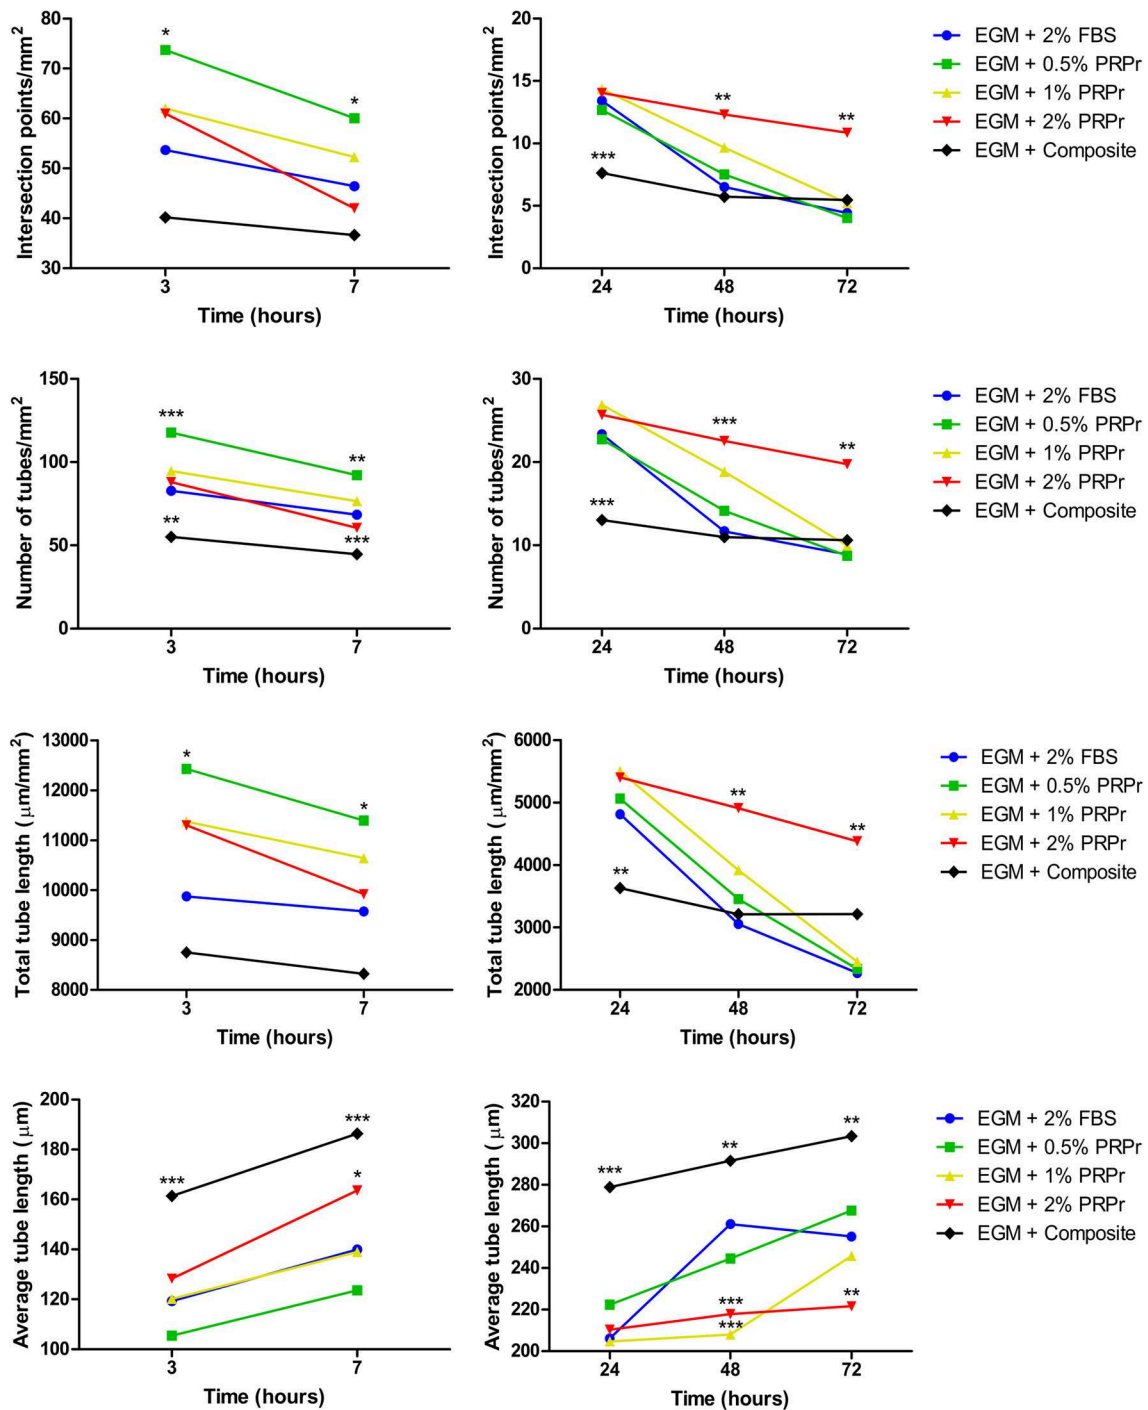 Intersection points/mm²
80
70
60
50
40
30
*
*
3
7
Time (hours)
Intersection points/mm²
20
15
10
5
0
***
**
**
24
48
72
Time (hours)
EGM + 2% FBS
EGM + 0.5% PRPr
EGM + 1% PRPr
EGM + 2% PRPr
EGM + Composite
Number of tubes/mm²
150
100
50
0
***
**
**
***
3
7
Time (hours)
Number of tubes/mm²
30
20
10
0
***
***
**
24
48
72
Time (hours)
EGM + 2% FBS
EGM + 0.5% PRPr
EGM + 1% PRPr
EGM + 2% PRPr
EGM + Composite
Total tube length (μm/mm²)
13000
12000
11000
10000
9000
8000
*
*
3
7
Time (hours)
Total tube length (μm/mm²)
6000
5000
4000
3000
2000
**
**
**
24
48
72
Time (hours)
EGM + 2% FBS
EGM + 0.5% PRPr
EGM + 1% PRPr
EGM + 2% PRPr
EGM + Composite
Average tube length (μm)
200
180
160
140
120
100
***
***
*
3
7
Time (hours)
Average tube length (μm)
320
300
280
260
240
220
200
***
**
**
***
***
**
24
48
72
Time (hours)
EGM + 2% FBS
EGM + 0.5% PRPr
EGM + 1% PRPr
EGM + 2% PRPr
EGM + Composite